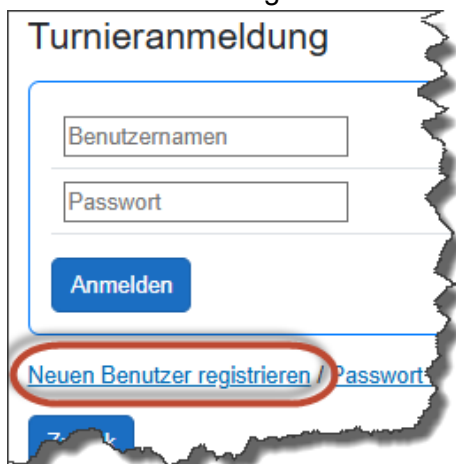 Turnieranmeldung
Benutzernamen
Passwort
Anmelden
Neuen Benutzer registrieren / Passwort